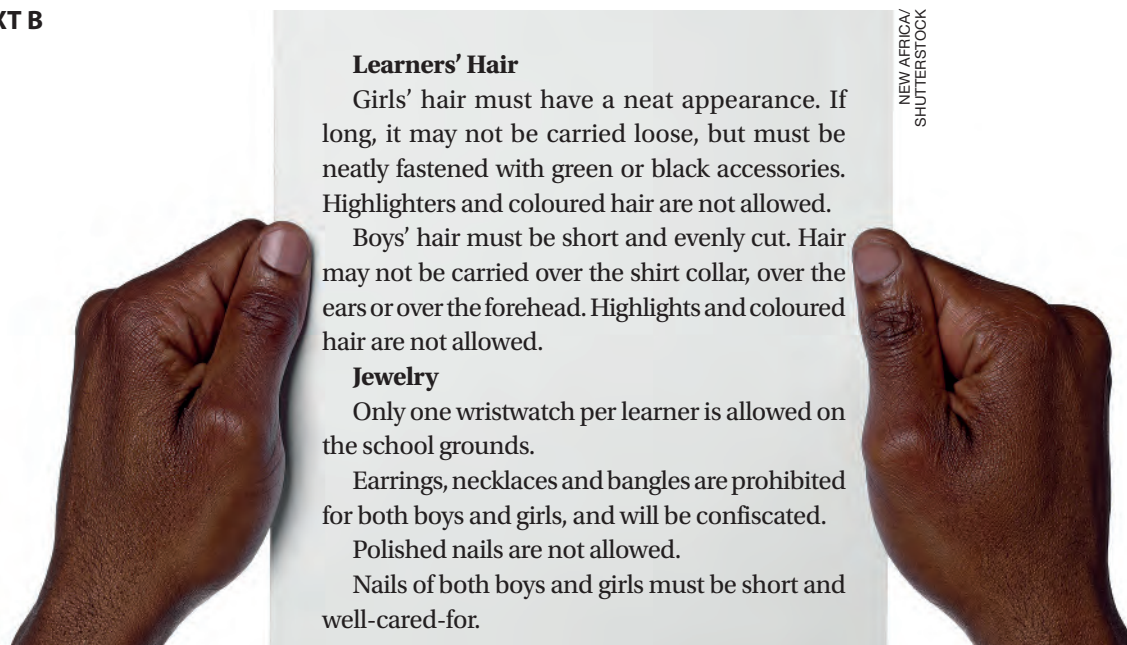 XT B
NEW AFRICA/
SHUTTERSTOCK
Learners’ Hair
Girls’ hair must have a neat appearance. If
long, it may not be carried loose, but must be
neatly fastened with green or black accessories.
Highlighters and coloured hair are not allowed.
Boys’ hair must be short and evenly cut. Hair
may not be carried over the shirt collar, over the
ears or over the forehead. Highlights and coloured
hair are not allowed.
Jewelry
Only one wristwatch per learner is allowed on
the school grounds.
Earrings, necklaces and bangles are prohibited
for both boys and girls, and will be confiscated.
Polished nails are not allowed.
Nails of both boys and girls must be short and
well-cared-for.